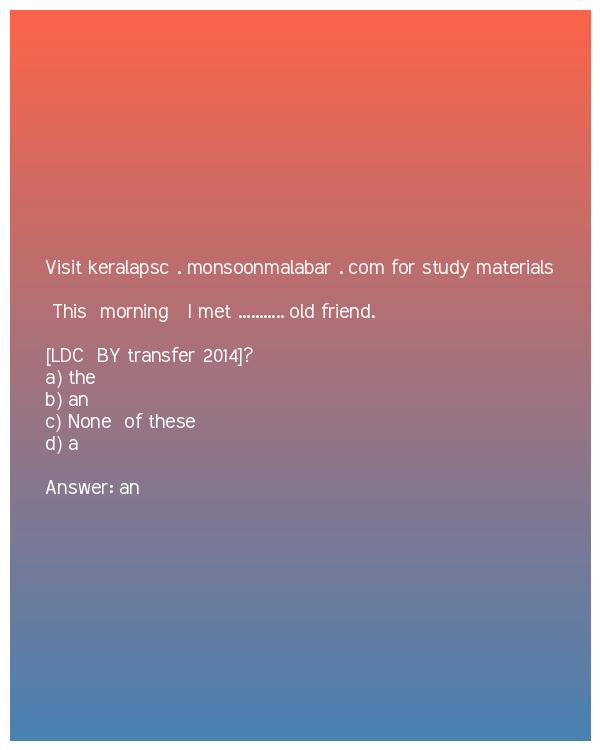 Visit keralapsc . monsoonmalabar . com for study materials
This morning I met ........... old friend.
[LDC BY transfer 2014]?
a) the
b) an
c) None of these
d) a
Answer: an